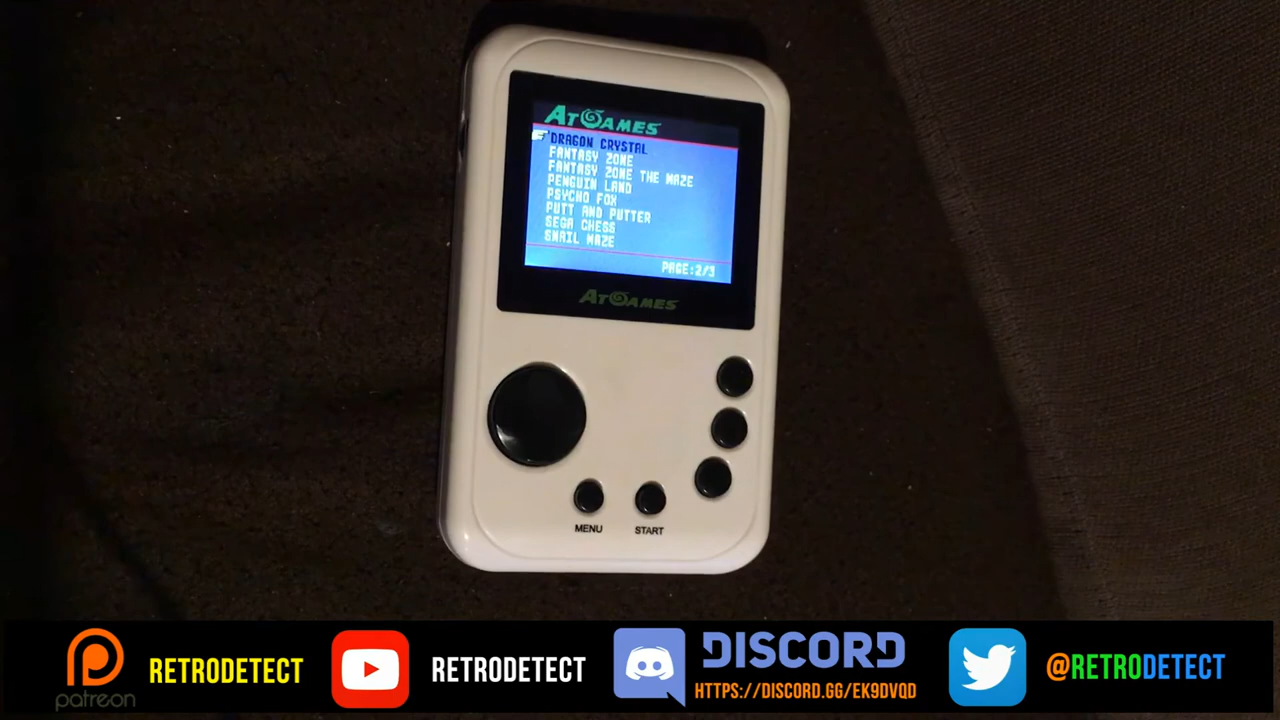 ATGAMES
DRAGON CRYSTAL
FANTASY ZONE
FANTASY ZONE THE MAZE
PENGUIN LAND
PSYCHO FOX
PUTT AND PUTTER
SEGA CHESS
SNAIL MAZE
PAGE:2/3
ATGAMES
MENU START
patreon RETRODETECT RETRODETECT DISCORD @RETRODETECT
HTTPS://DISCORD.GG/EK9DVQD